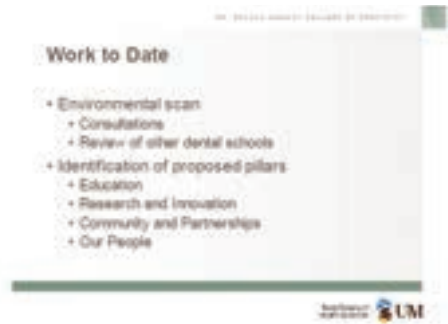 Work to Date
• Environmental scan
• Consultations
• Review of other dental schools
• Identification of proposed pillars
• Education
• Research and Innovation
• Community and Partnerships
• Our People
UM